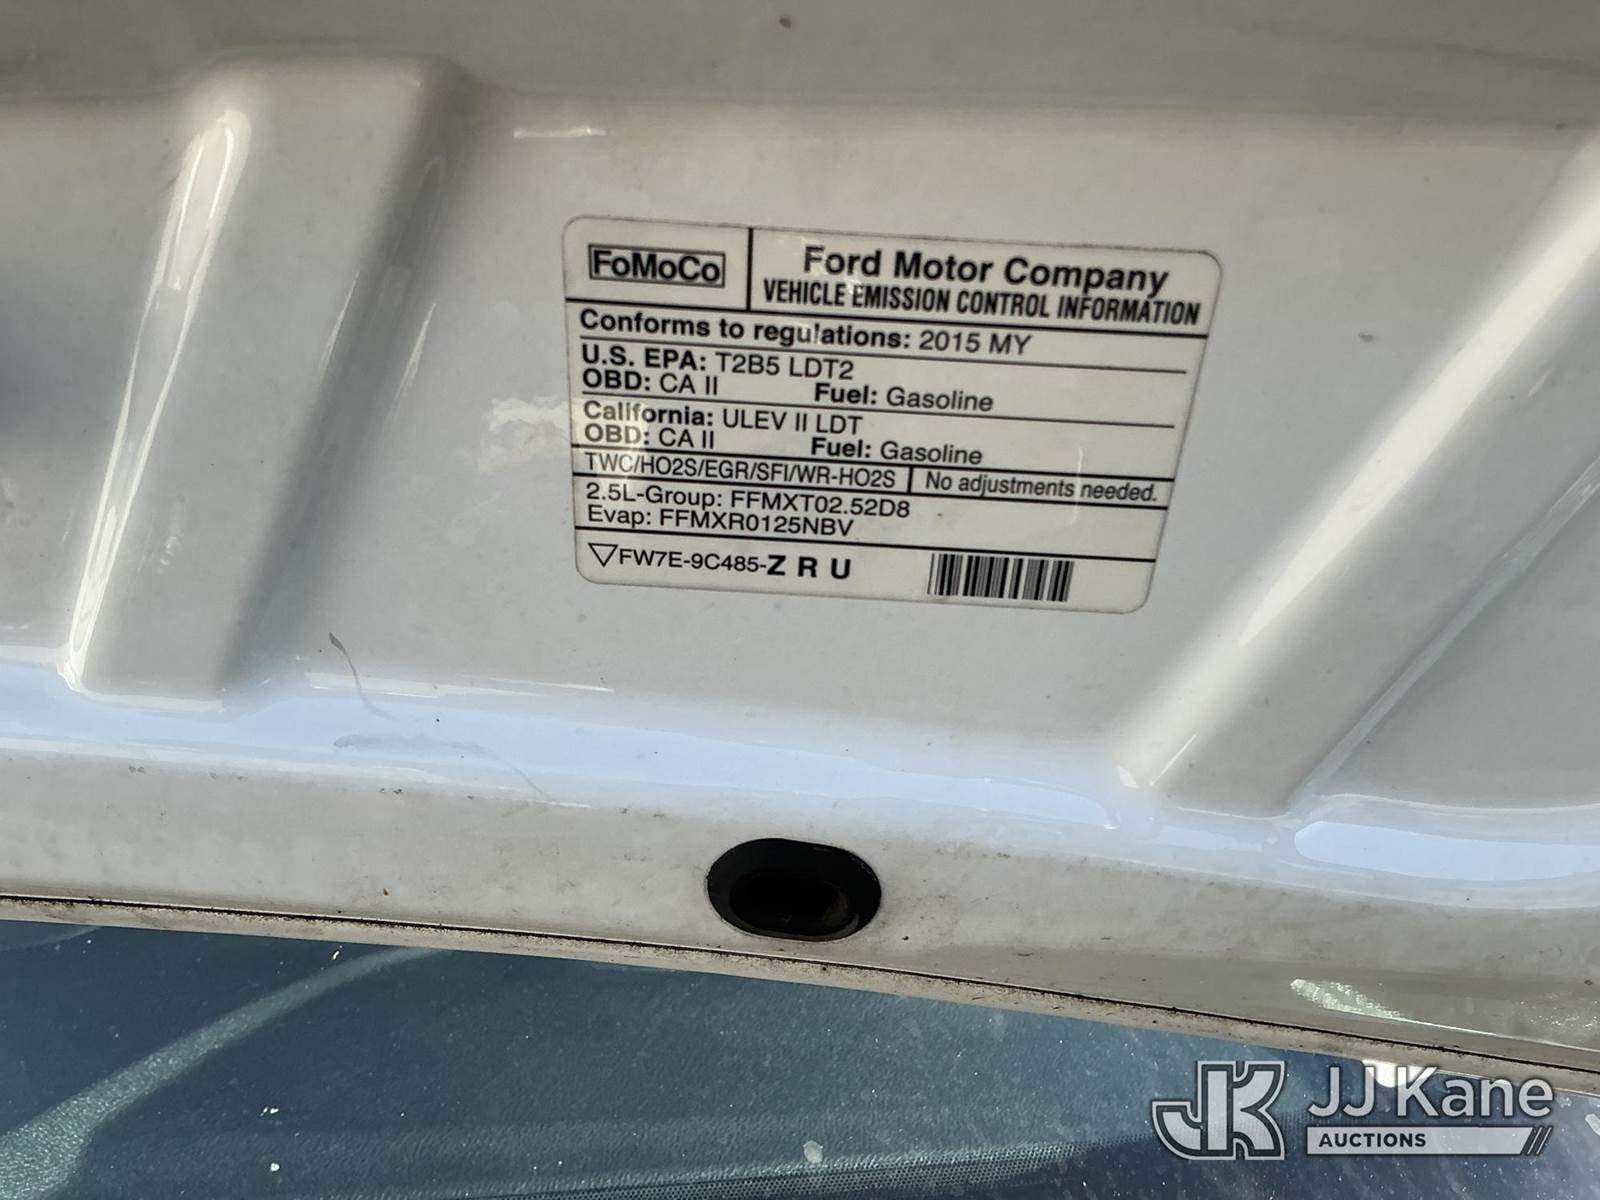 FoMoCo
Ford Motor Company
VEHICLE EMISSION CONTROL INFORMATION
Conforms to regulations: 2015 MY
U.S. EPA: T2B5 LDT2
OBD: CA II Fuel: Gasoline
California: ULEV II LDT
OBD: CA II Fuel: Gasoline
TWC/HO2S/EGR/SFI/WR-HO2S No adjustments needed.
2.5L-Group: FFMXT02.52D8
Evap: FFMXR0125NBV
FW7E-9C485-Z R U
JK JJ Kane
AUCTIONS